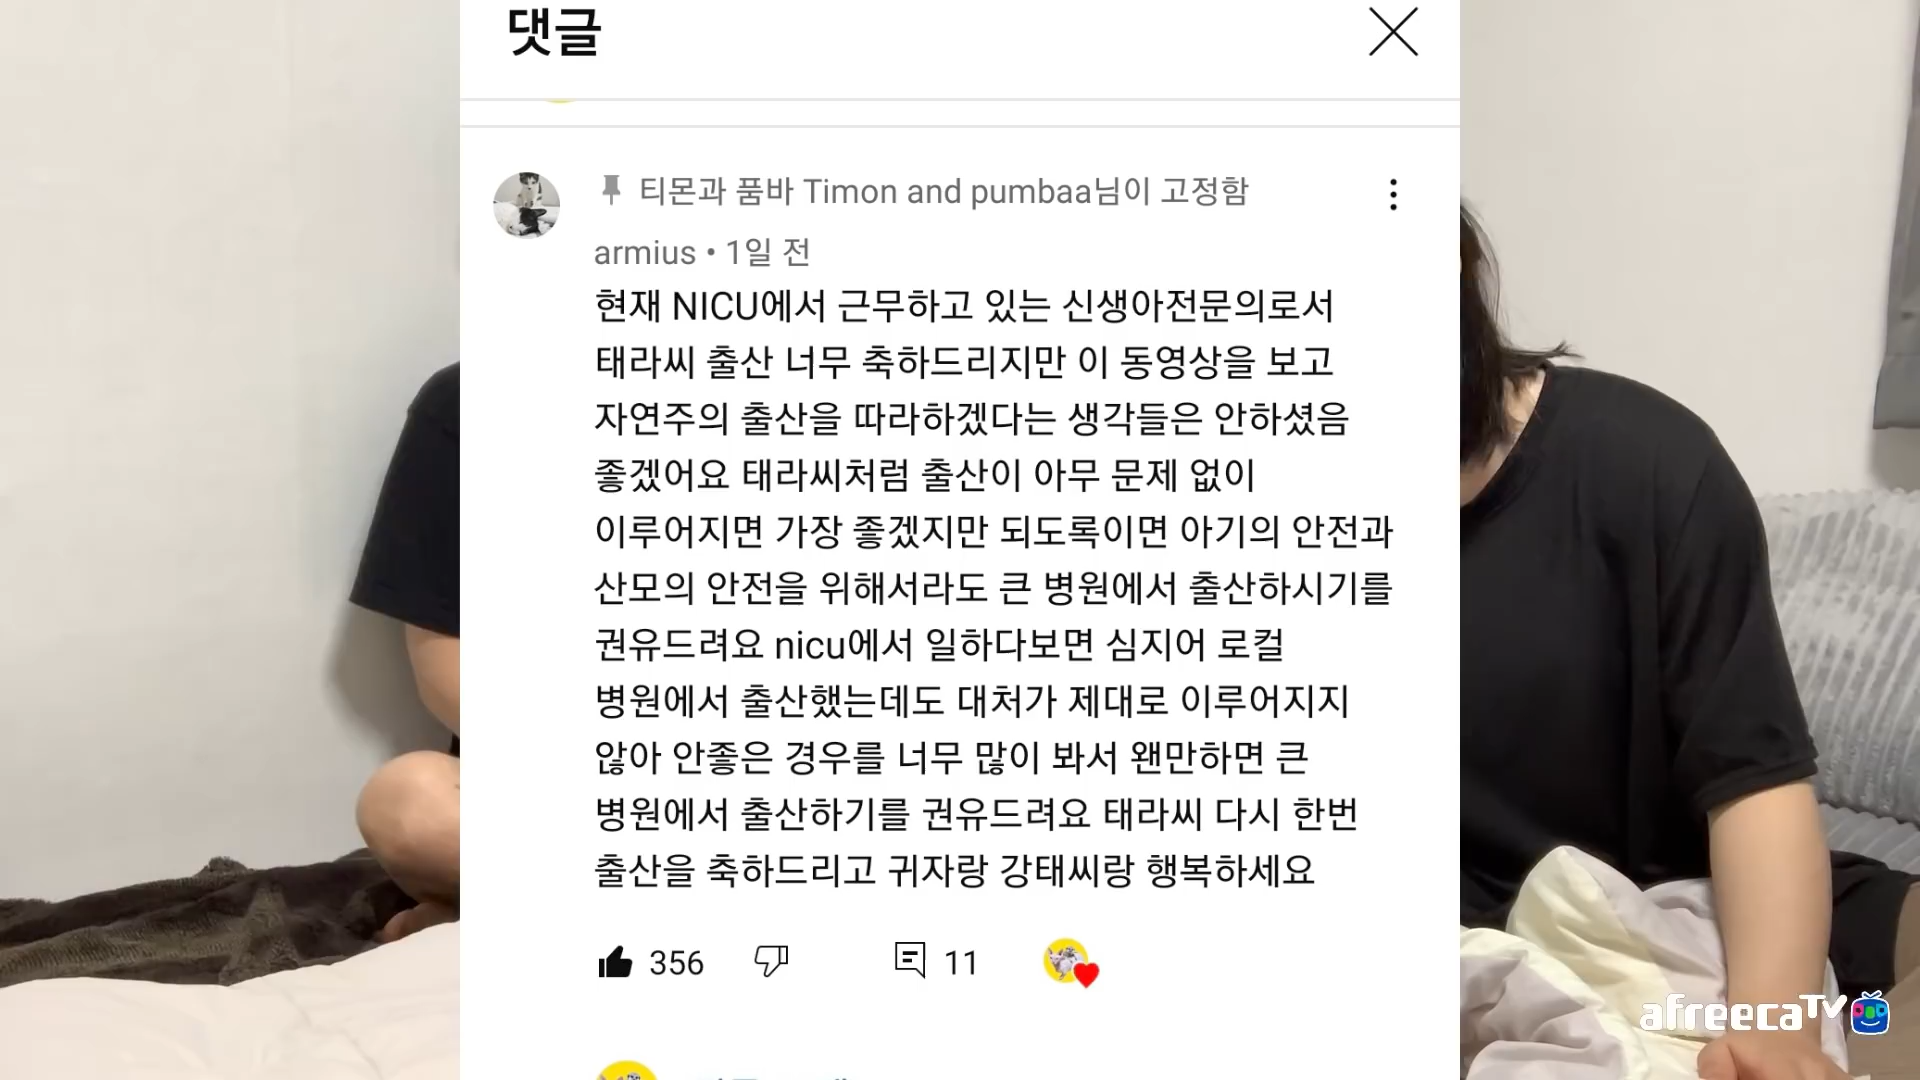 댓글
티몬과 품바 Timon and pumbaa님이 고정함
armius • 1일 전
현재 NICU에서 근무하고 있는 신생아전문의로서
태라씨 출산 너무 축하드리지만 이 동영상을 보고
자연주의 출산을 따라하겠다는 생각들은 안하셨음
좋겠어요 태라씨처럼 출산이 아무 문제 없이
이루어지면 가장 좋겠지만 되도록이면 아기의 안전과
산모의 안전을 위해서라도 큰 병원에서 출산하시기를
권유드려요 nicu에서 일하다보면 심지어 로컬
병원에서 출산했는데도 대처가 제대로 이루어지지
않아 안좋은 경우를 너무 많이 봐서 왠만하면 큰
병원에서 출산하기를 권유드려요 태라씨 다시 한번
출산을 축하드리고 귀자랑 강태씨랑 행복하세요
356 11
afreecaTV